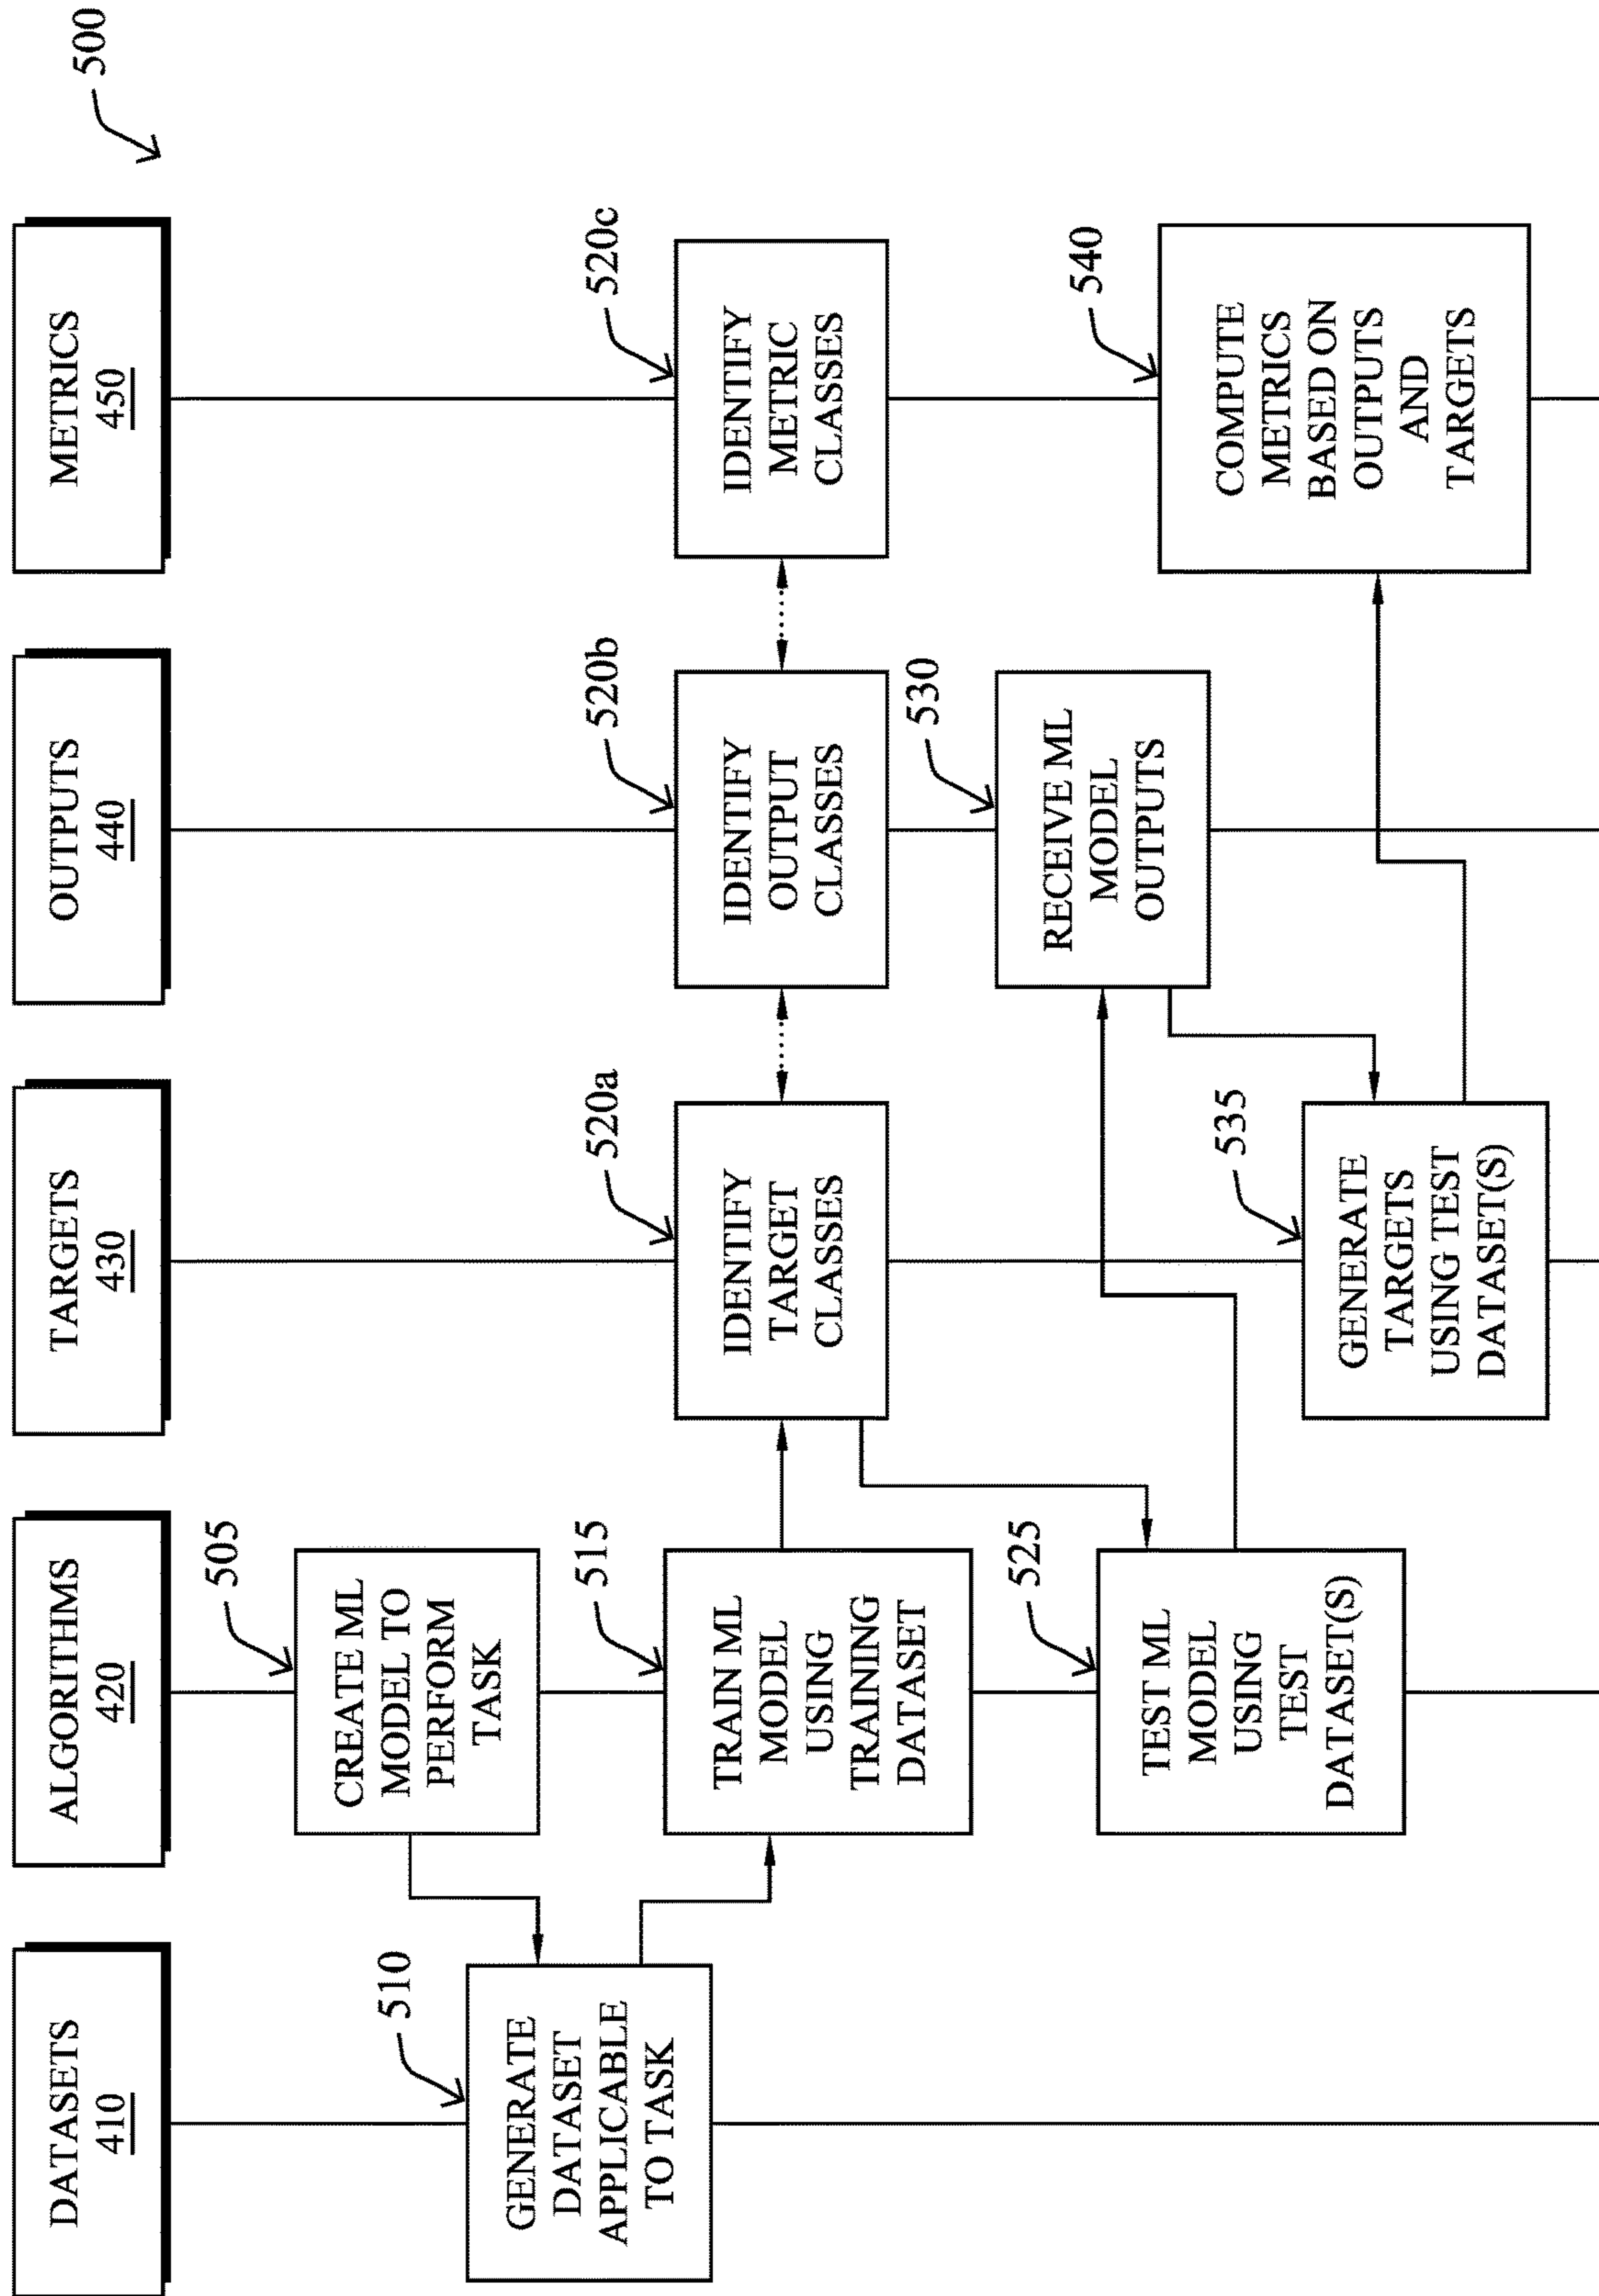 500
DATASETS
410
ALGORITHMS
420
TARGETS
430
OUTPUTS
440
METRICS
450
505
CREATE ML
MODEL TO
PERFORM
TASK
510
GENERATE
DATASET
APPLICABLE
TO TASK
515
TRAIN ML
MODEL
USING
TRAINING
DATASET
520a
IDENTIFY
TARGET
CLASSES
520b
IDENTIFY
OUTPUT
CLASSES
520c
IDENTIFY
METRIC
CLASSES
525
TEST ML
MODEL
USING
TEST
DATASET(S)
530
RECEIVE ML
MODEL
OUTPUTS
535
GENERATE
TARGETS
USING TEST
DATASET(S)
540
COMPUTE
METRICS
BASED ON
OUTPUTS
AND
TARGETS